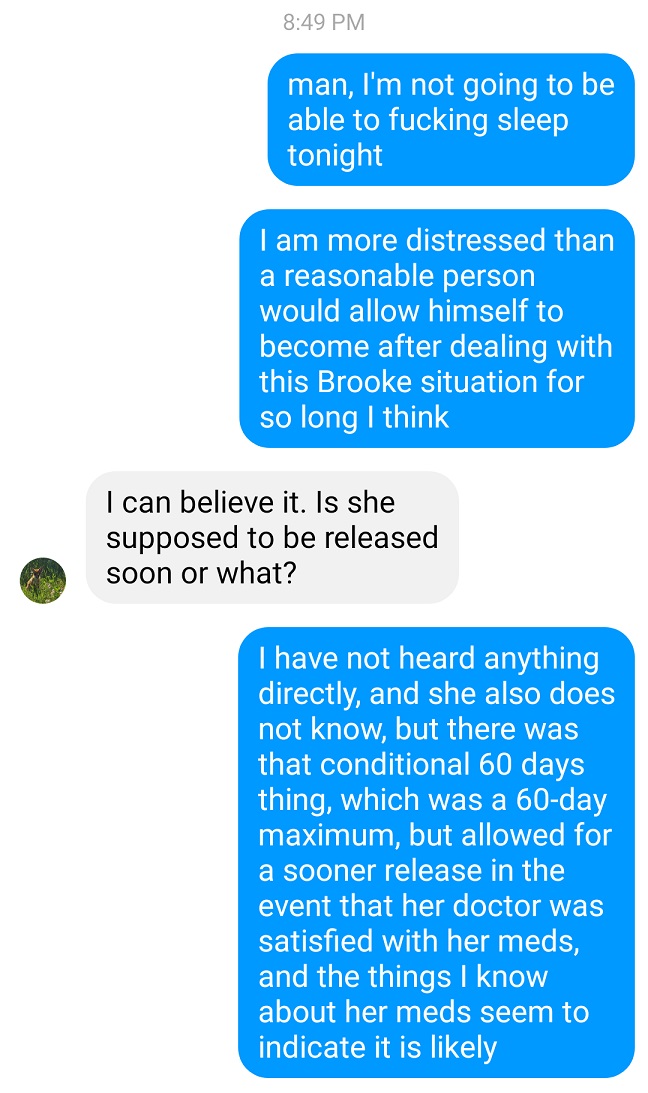 8:49 PM
man, I'm not going to be
able to fucking sleep
tonight
I am more distressed than
a reasonable person
would allow himself to
become after dealing with
this Brooke situation for
so long I think
I can believe it. Is she
supposed to be released
soon or what?
I have not heard anything
directly, and she also does
not know, but there was
that conditional 60 days
thing, which was a 60-day
maximum, but allowed for
a sooner release in the
event that her doctor was
satisfied with her meds,
and the things I know
about her meds seem to
indicate it is likely